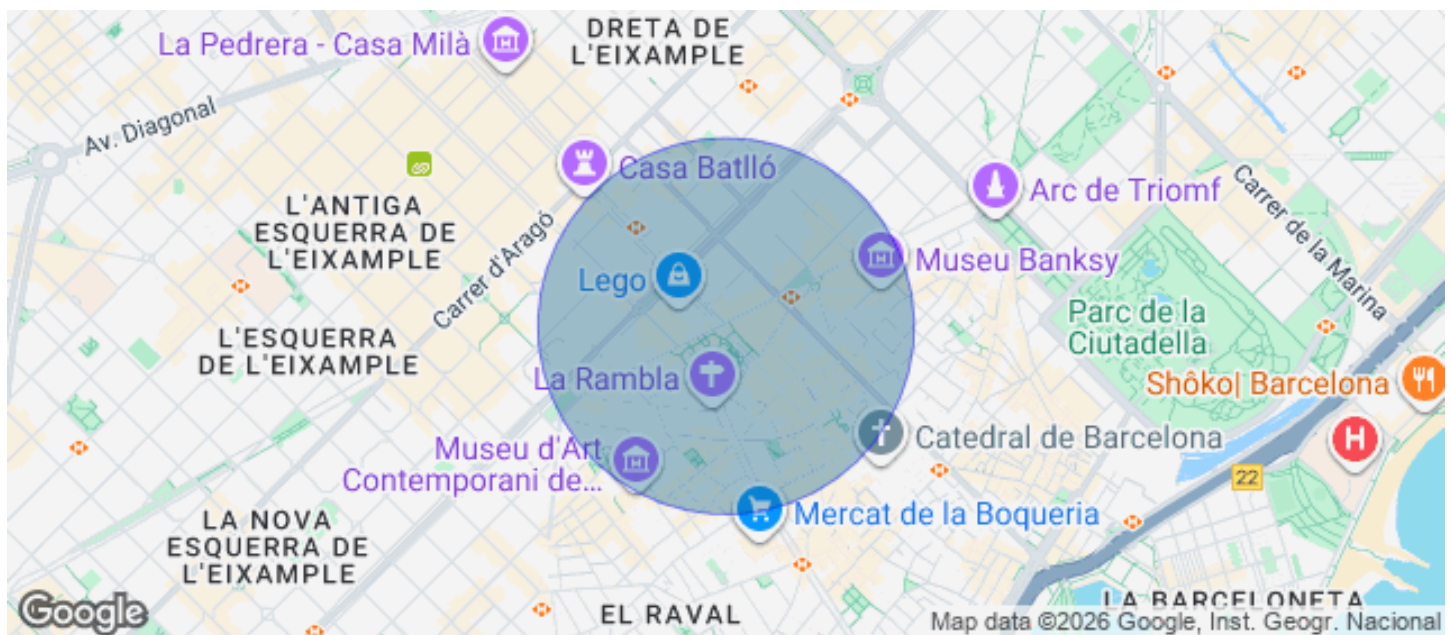 DRETA DE
L'EIXAMPLE
La Pedrera - Casa Milà
Av. Diagonal
Casa Batlló
Arc de Triomf
Carrer de la Marina
L'ANTIGA
ESQUERRA DE
L'EIXAMPLE
Carrer d'Aragó
Lego
Museu Banksy
Parc de la
Ciutadella
L'ESQUERRA
DE L'EIXAMPLE
La Rambla
Shôko| Barcelona
H
Museu d'Art
Contemporani de...
Catedral de Barcelona
22
Mercat de la Boqueria
LA NOVA
ESQUERRA DE
L'EIXAMPLE
EL RAVAL
LA BARCELONETA
Google
Map data ©2026 Google, Inst. Geogr. Nacional